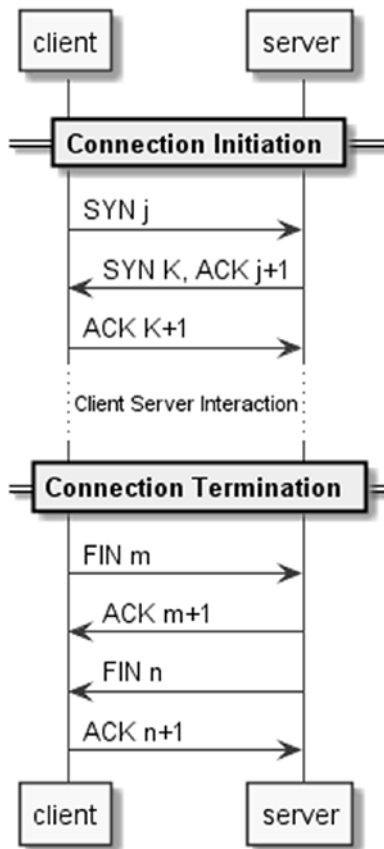 client server
Connection Initiation
SYN j
SYN K, ACK j+1
ACK K+1
Client Server Interaction
Connection Termination
FIN m
ACK m+1
FIN n
ACK n+1
client server